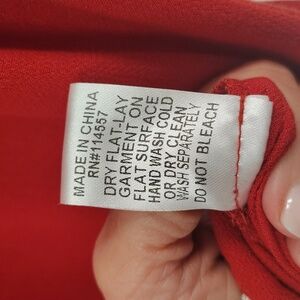 MADE IN CHINA
RN#114557
DRY FLAT-LAY
GARMENT ON
FLAT SURFACE
HAND WASH COLD
OR DRY CLEAN
WASH SEPARATELY
DO NOT BLEACH